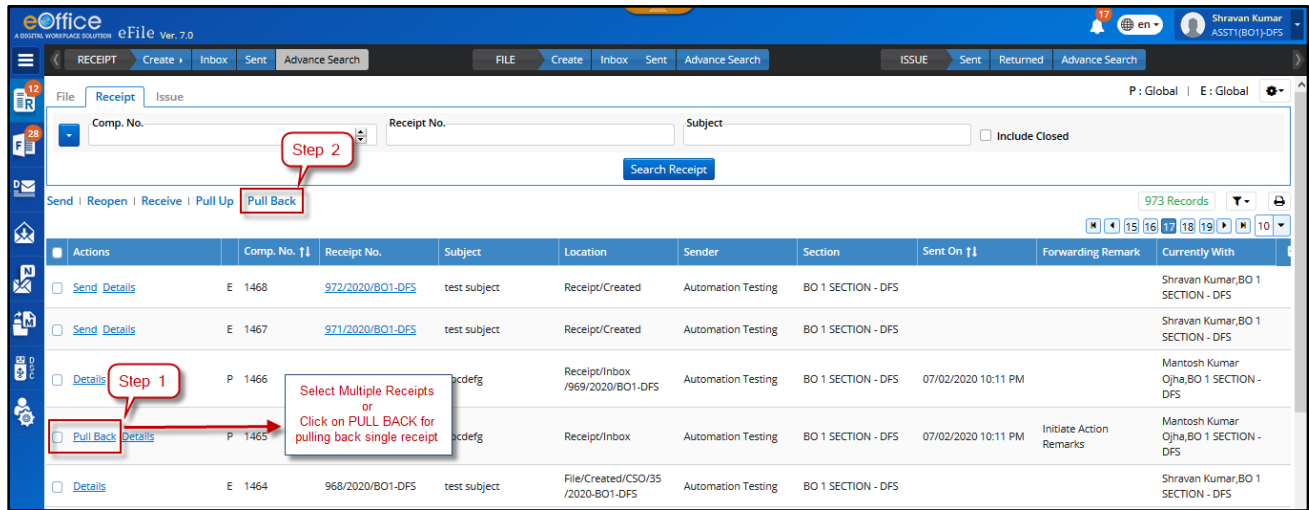 eOffice
A DIGITAL WORKPLACE SOLUTION eFile Ver. 7.0
17
en
Shravan Kumar
ASST1(BO1)-DFS
RECEIPT Create Inbox Sent Advance Search FILE Create Inbox Sent Advance Search ISSUE Sent Returned Advance Search
12
R
28
F
D
N
M
DSC
File Receipt Issue
P : Global | E : Global
Comp. No. Receipt No. Subject
Include Closed
Step 2
Search Receipt
Send | Reopen | Receive | Pull Up Pull Back
973 Records
15 16 17 18 19 10
Actions Comp. No. Receipt No. Subject Location Sender Section Sent On Forwarding Remark Currently With
Send Details E 1468 972/2020/BO1-DFS test subject Receipt/Created Automation Testing BO 1 SECTION - DFS Shravan Kumar,BO 1
SECTION - DFS
Send Details E 1467 971/2020/BO1-DFS test subject Receipt/Created Automation Testing BO 1 SECTION - DFS Shravan Kumar,BO 1
SECTION - DFS
Details P 1466 bcdefg Receipt/Inbox
/969/2020/BO1-DFS Automation Testing BO 1 SECTION - DFS 07/02/2020 10:11 PM Mantosh Kumar
Ojha,BO 1 SECTION -
DFS
Step 1
Select Multiple Receipts
or
Click on PULL BACK for
pulling back single receipt
Pull Back Details P 1465 bcdefg Receipt/Inbox Automation Testing BO 1 SECTION - DFS 07/02/2020 10:11 PM Initiate Action
Remarks Mantosh Kumar
Ojha,BO 1 SECTION -
DFS
Details E 1464 968/2020/BO1-DFS test subject File/Created/CSO/35
/2020-BO1-DFS Automation Testing BO 1 SECTION - DFS Shravan Kumar,BO 1
SECTION - DFS